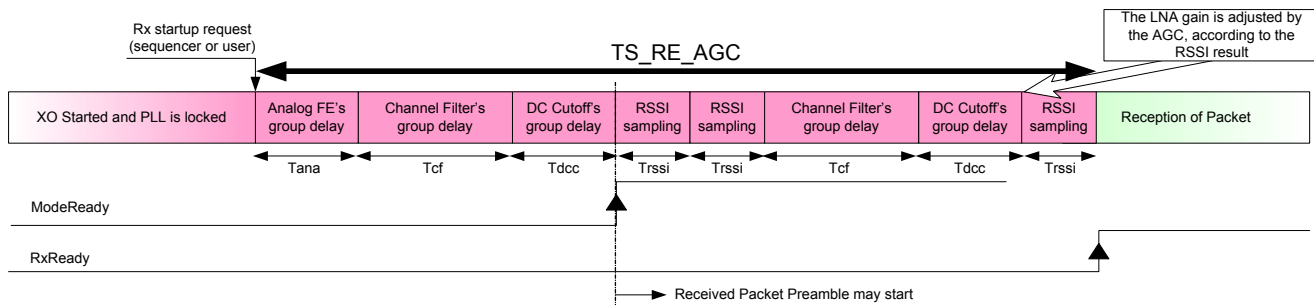 Rx startup request
(sequencer or user)
TS_RE_AGC
The LNA gain is adjusted by
the AGC, according to the
RSSI result
XO Started and PLL is locked
Analog FE's
group delay
Channel Filter's
group delay
DC Cutoff's
group delay
RSSI
sampling
RSSI
sampling
Channel Filter's
group delay
DC Cutoff's
group delay
RSSI
sampling
Reception of Packet
Tana
Tcf
Tdcc
Trssi
Trssi
Tcf
Tdcc
Trssi
ModeReady
RxReady
Received Packet Preamble may start